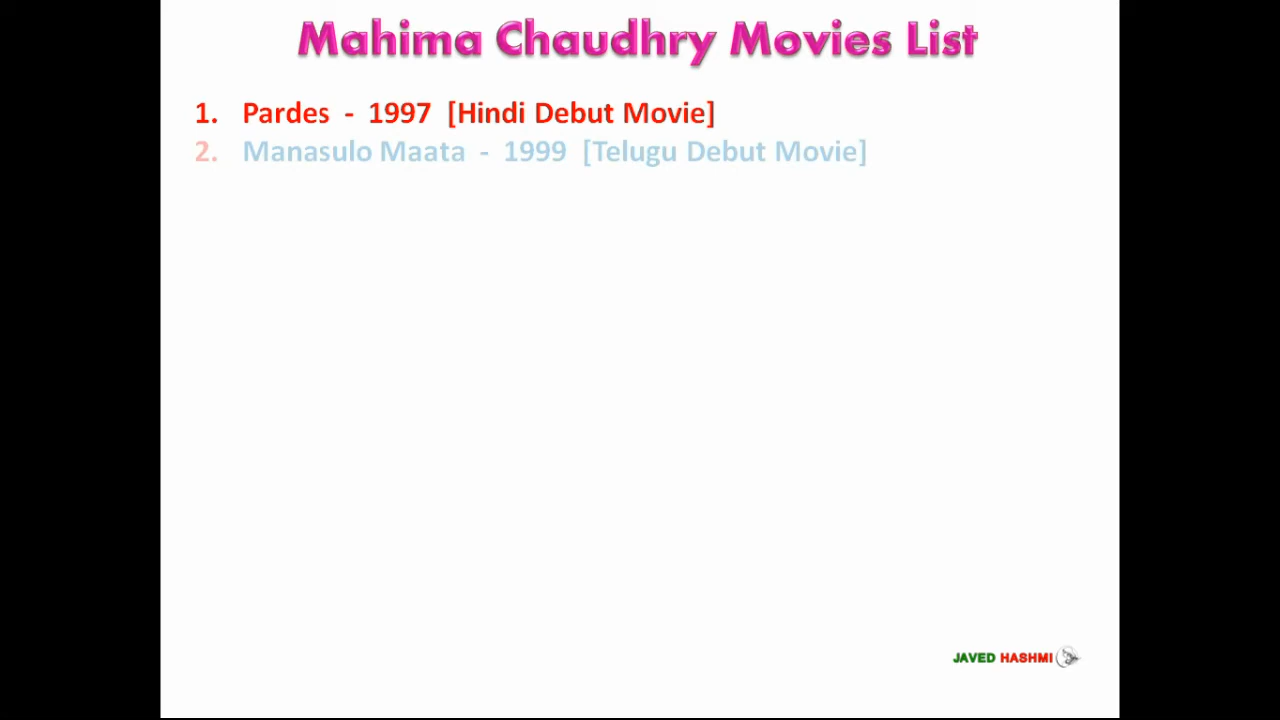 Mahima Chaudhry Movies List
1. Pardes - 1997 [Hindi Debut Movie]
2. Manasulo Maata - 1999 [Telugu Debut Movie]
JAVED HASHMI